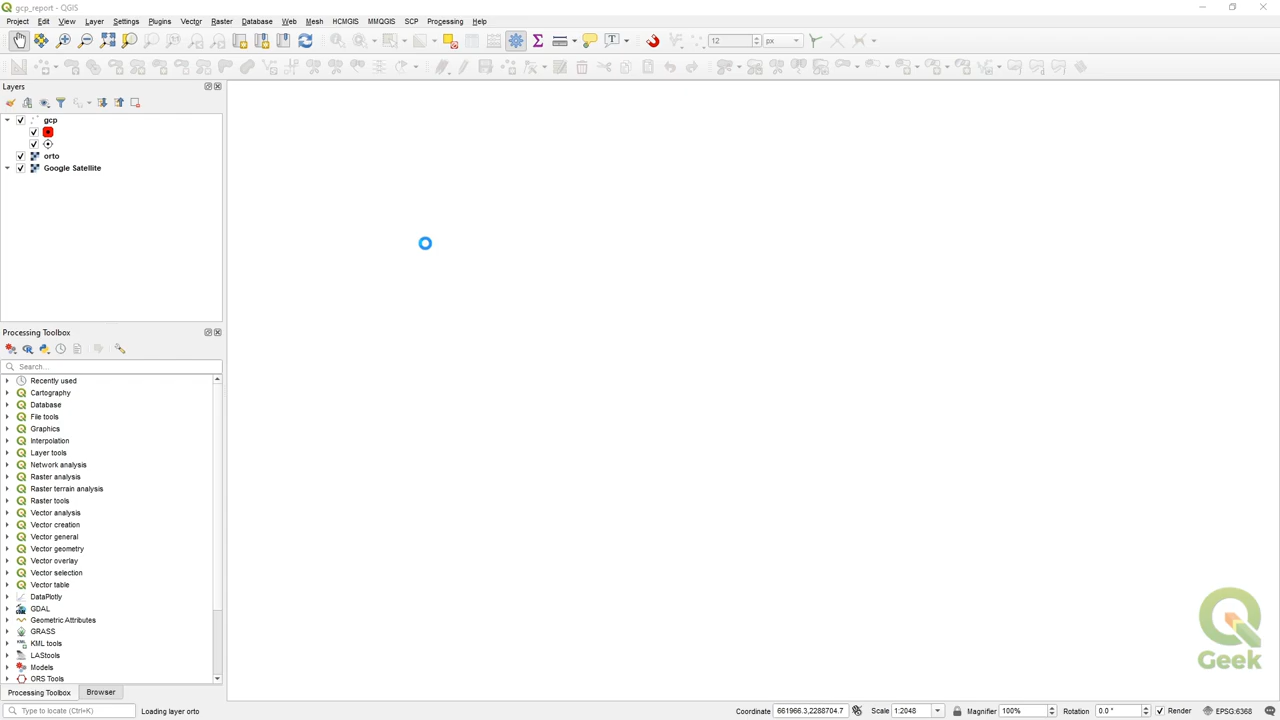 gcp_report - QGIS
Project Edit View Layer Settings Plugins Vector Raster Database Web Mesh HCMGIS MMQGIS SCP Processing Help
12 px
Layers
gcp
orto
Google Satellite
Processing Toolbox
Search...
Recently used
Cartography
Database
File tools
Graphics
Interpolation
Layer tools
Network analysis
Raster analysis
Raster terrain analysis
Raster tools
Vector analysis
Vector creation
Vector general
Vector geometry
Vector overlay
Vector selection
Vector table
DataPlotly
GDAL
Geometric Attributes
GRASS
KML tools
LAStools
Models
ORS Tools
Geek
Processing Toolbox Browser
Type to locate (Ctrl+K) Loading layer orto Coordinate 661966.3,2288704.7 Scale 1:2048 Magnifier 100% Rotation 0.0 ° Render EPSG:6368